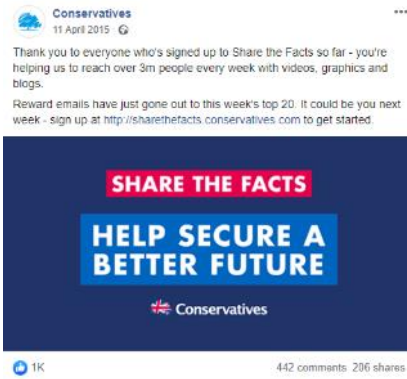 Conservatives
11 April 2015
Thank you to everyone who's signed up to Share the Facts so far - you're
helping us to reach over 3m people every week with videos, graphics and
blogs.
Reward emails have just gone out to this week's top 20. It could be you next
week - sign up at http://sharethefacts.conservatives.com to get started.
SHARE THE FACTS
HELP SECURE A
BETTER FUTURE
Conservatives
1K
442 comments 206 shares